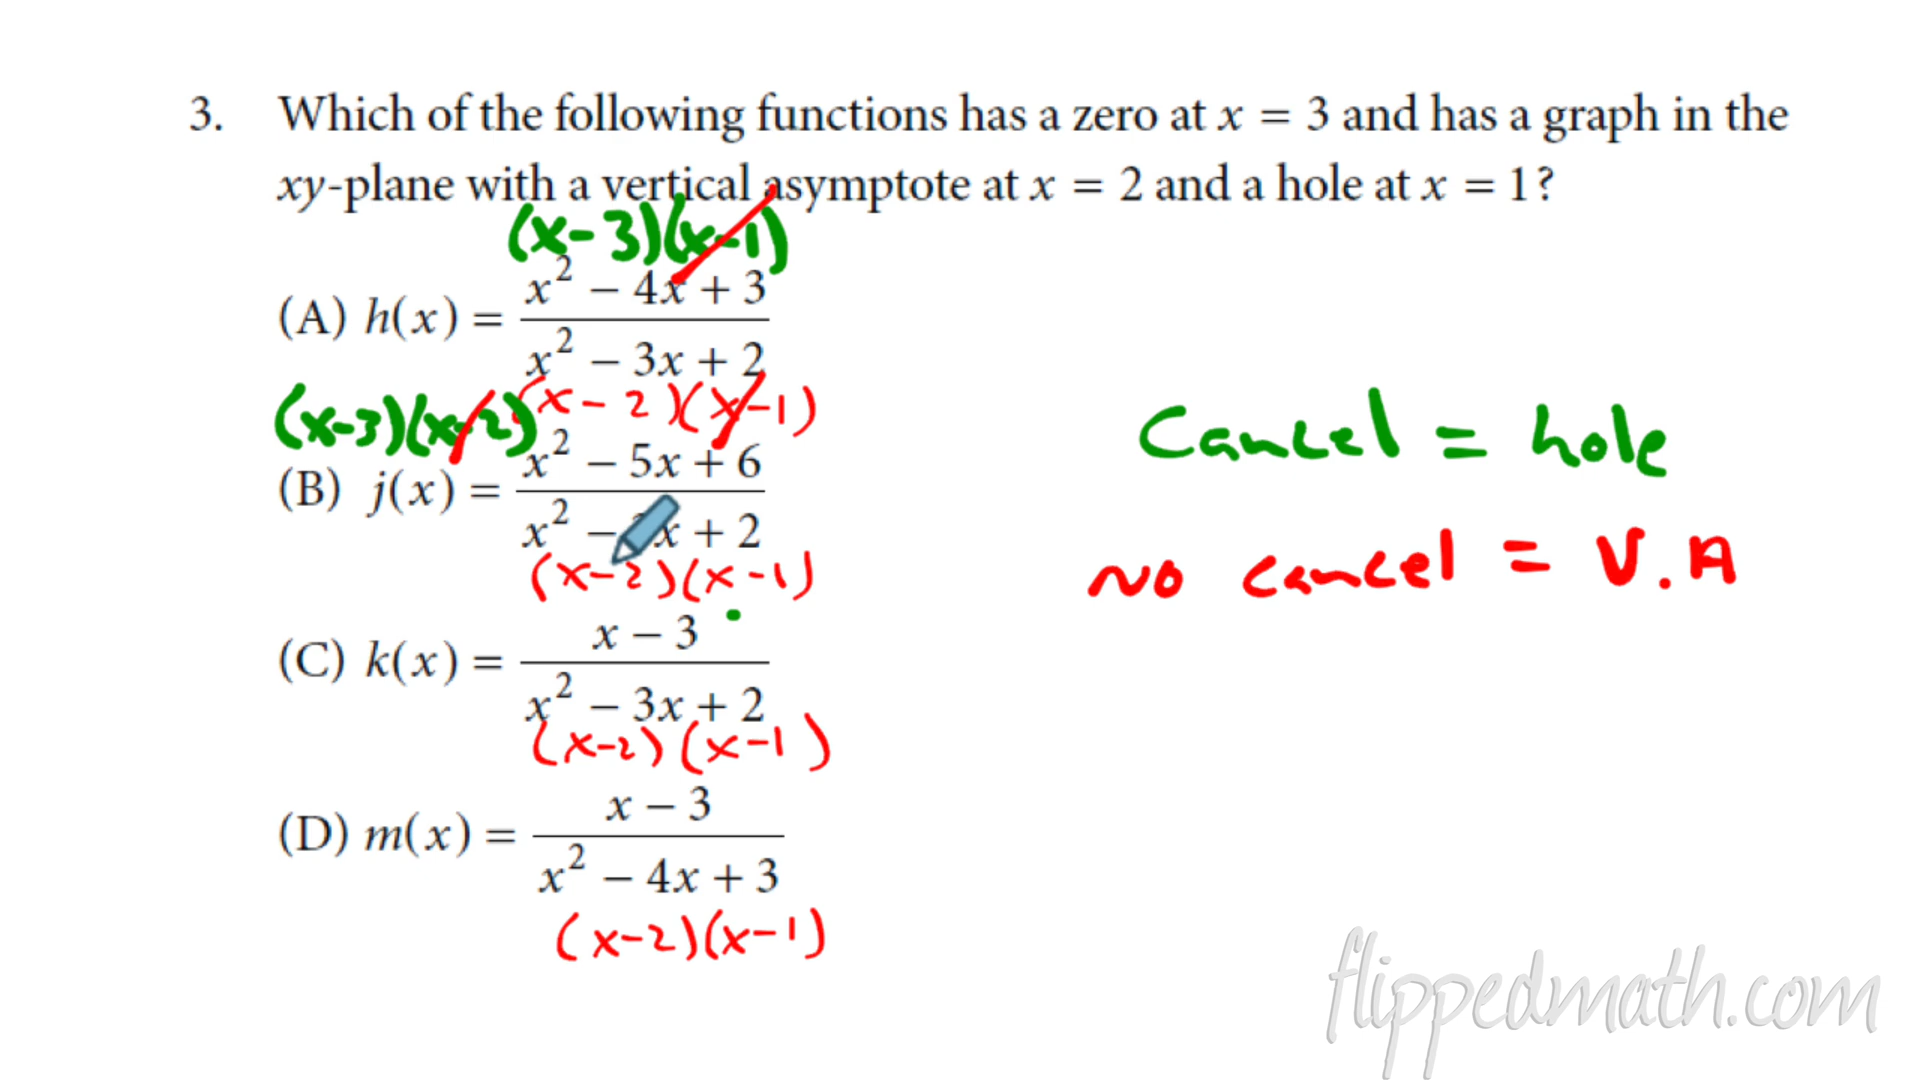 3. Which of the following functions has a zero at x = 3 and has a graph in the
xy-plane with a vertical asymptote at x = 2 and a hole at x = 1?
(x-3)(x-1)
(A) h(x) = x² − 4x + 3 / x² − 3x + 2
(x-2)(x-1)
(x-3)(x-2)
(B) j(x) = x² − 5x + 6 / x² − x + 2
(x-2)(x-1)
(C) k(x) = x − 3 / x² − 3x + 2
(x-2)(x-1)
(D) m(x) = x − 3 / x² − 4x + 3
(x-2)(x-1)
Cancel = hole
no cancel = V.A
flippedmath.com